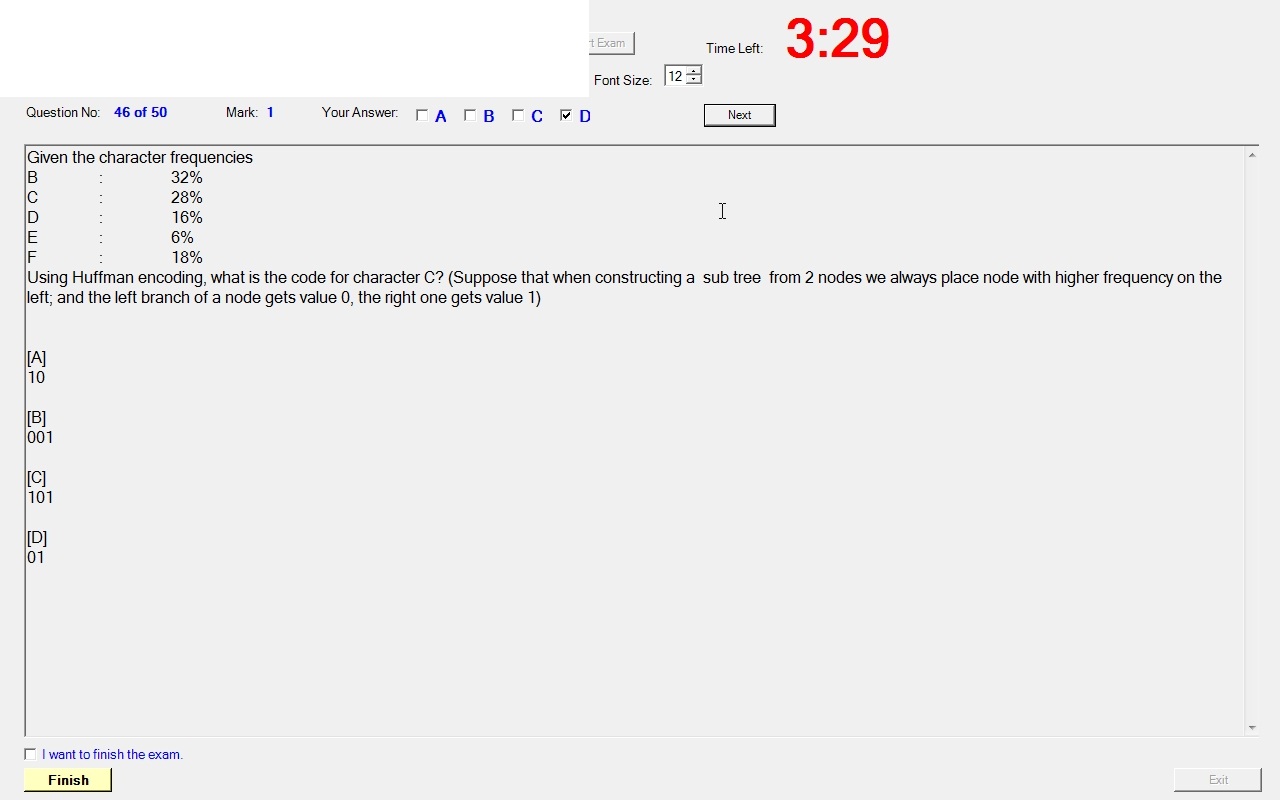 t Exam
Time Left: 3:29
Font Size: 12
Question No: 46 of 50 Mark: 1 Your Answer: A B C D Next
Given the character frequencies
B : 32%
C : 28%
D : 16%
E : 6%
F : 18%
Using Huffman encoding, what is the code for character C? (Suppose that when constructing a sub tree from 2 nodes we always place node with higher frequency on the
left; and the left branch of a node gets value 0, the right one gets value 1)
[A]
10
[B]
001
[C]
101
[D]
01
I want to finish the exam.
Finish Exit